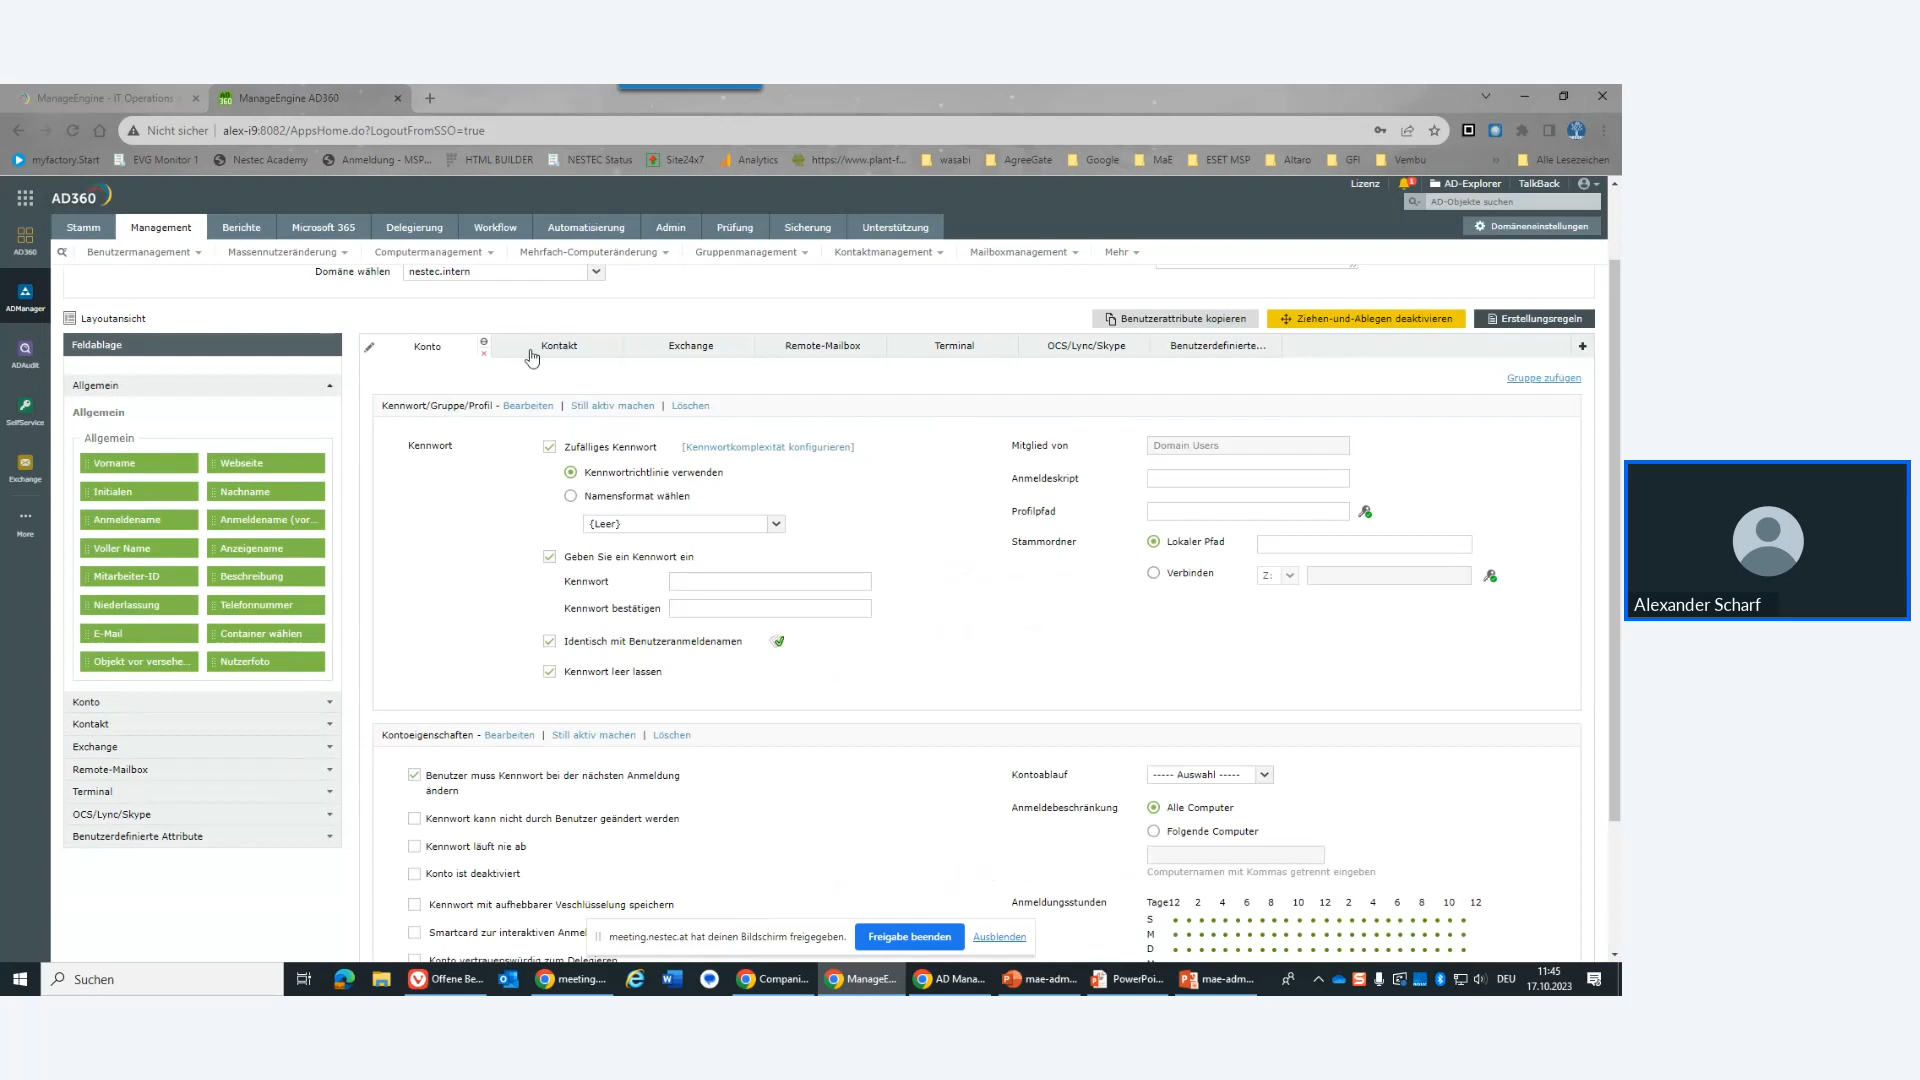 ManageEngine - IT Operations
ManageEngine AD360
Nicht sicher | alex-i9:8082/AppsHome.do?LogoutFromSSO=true
myfactory.Start EVG Monitor 1 Nestec Academy Anmeldung - MSP... HTML BUILDER NESTEC Status Site24x7 Analytics https://www.plant-f... wasabi AgreeGate Google MaE ESET MSP Altaro GFI Vembu » Alle Lesezeichen
AD360 Lizenz 1 AD-Explorer TalkBack
AD-Objekte suchen
Stamm Management Berichte Microsoft 365 Delegierung Workflow Automatisierung Admin Prüfung Sicherung Unterstützung Domäneneinstellungen
Benutzermanagement Massennutzeränderung Computermanagement Mehrfach-Computeränderung Gruppenmanagement Kontaktmanagement Mailboxmanagement Mehr
AD360
ADManager
ADAudit
SelfService
Exchange
More
Domäne wählen nestec.intern
Layoutansicht Benutzerattribute kopieren Ziehen-und-Ablegen deaktivieren Erstellungsregeln
Feldablage
Allgemein
Allgemein
Allgemein
Vorname Webseite
Initialen Nachname
Anmeldename Anmeldename (vor...
Voller Name Anzeigename
Mitarbeiter-ID Beschreibung
Niederlassung Telefonnummer
E-Mail Container wählen
Objekt vor versehe... Nutzerfoto
Konto
Kontakt
Exchange
Remote-Mailbox
Terminal
OCS/Lync/Skype
Benutzerdefinierte Attribute
Konto Kontakt Exchange Remote-Mailbox Terminal OCS/Lync/Skype Benutzerdefinierte... +
Gruppe zufügen
Kennwort/Gruppe/Profil - Bearbeiten | Still aktiv machen | Löschen
Kennwort Zufälliges Kennwort [Kennwortkomplexität konfigurieren]
Kennwortrichtlinie verwenden
Namensformat wählen
{Leer}
Geben Sie ein Kennwort ein
Kennwort
Kennwort bestätigen
Identisch mit Benutzeranmeldenamen
Kennwort leer lassen
Mitglied von Domain Users
Anmeldeskript
Profilpfad
Stammordner Lokaler Pfad
Verbinden Z:
Kontoeigenschaften - Bearbeiten | Still aktiv machen | Löschen
Benutzer muss Kennwort bei der nächsten Anmeldung
ändern
Kennwort kann nicht durch Benutzer geändert werden
Kennwort läuft nie ab
Konto ist deaktiviert
Kennwort mit aufhebbarer Veschlüsselung speichern
Smartcard zur interaktiven Anmel
Konto vertrauenswürdig zum Delegieren
Kontoablauf ----- Auswahl -----
Anmeldebeschränkung Alle Computer
Folgende Computer
Computernamen mit Kommas getrennt eingeben
Anmeldungsstunden Tage12 2 4 6 8 10 12 2 4 6 8 10 12
S
M
D
meeting.nestec.at hat deinen Bildschirm freigegeben. Freigabe beenden Ausblenden
Suchen Offene Be... meeting.... Compani... ManageE... AD Mana... mae-adm... PowerPoi... mae-adm... DEU 11:45
17.10.2023
Alexander Scharf